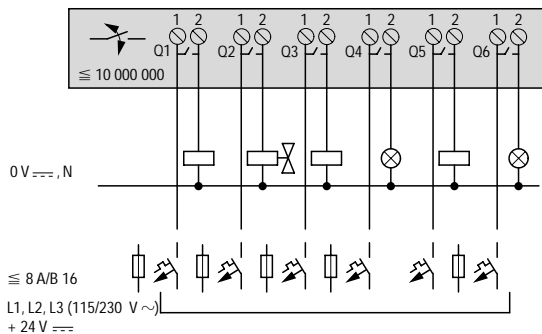 1 2 1 2 1 2 1 2 1 2 1 2
Q1 Q2 Q3 Q4 Q5 Q6
≦ 10 000 000
0 V ⎓ , N
≦ 8 A/B 16
L1, L2, L3 (115/230 V ~)
+ 24 V ⎓